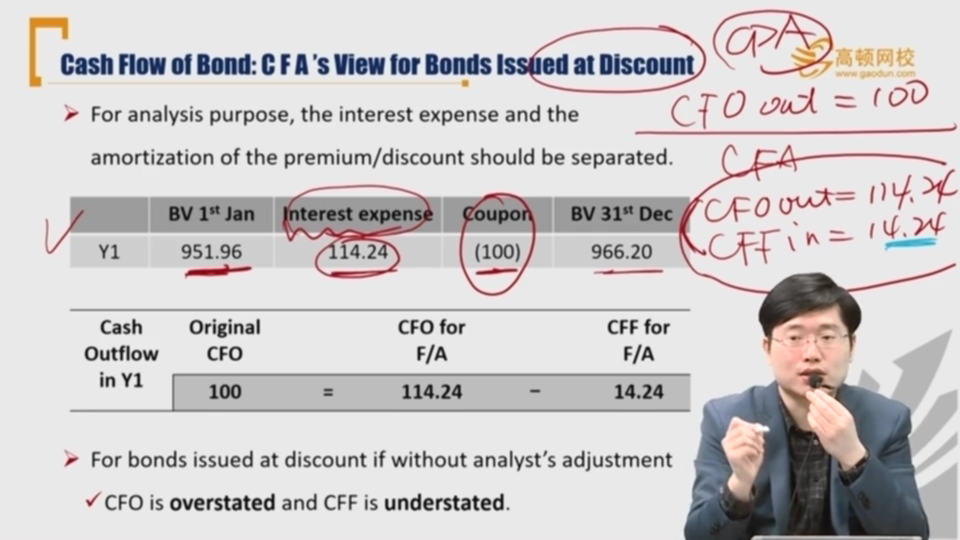 Cash Flow of Bond: C F A 's View for Bonds Issued at Discount
高顿网校
www.gaodun.com
CPA
CFO out = 100
CFA
CFO out = 114.24
CFF in = 14.24
For analysis purpose, the interest expense and the
amortization of the premium/discount should be separated.
BV 1st Jan Interest expense Coupon BV 31st Dec
Y1 951.96 114.24 (100) 966.20
Cash Outflow in Y1
Original CFO
CFO for F/A
CFF for F/A
100 = 114.24 − 14.24
For bonds issued at discount if without analyst's adjustment
✓CFO is overstated and CFF is understated.